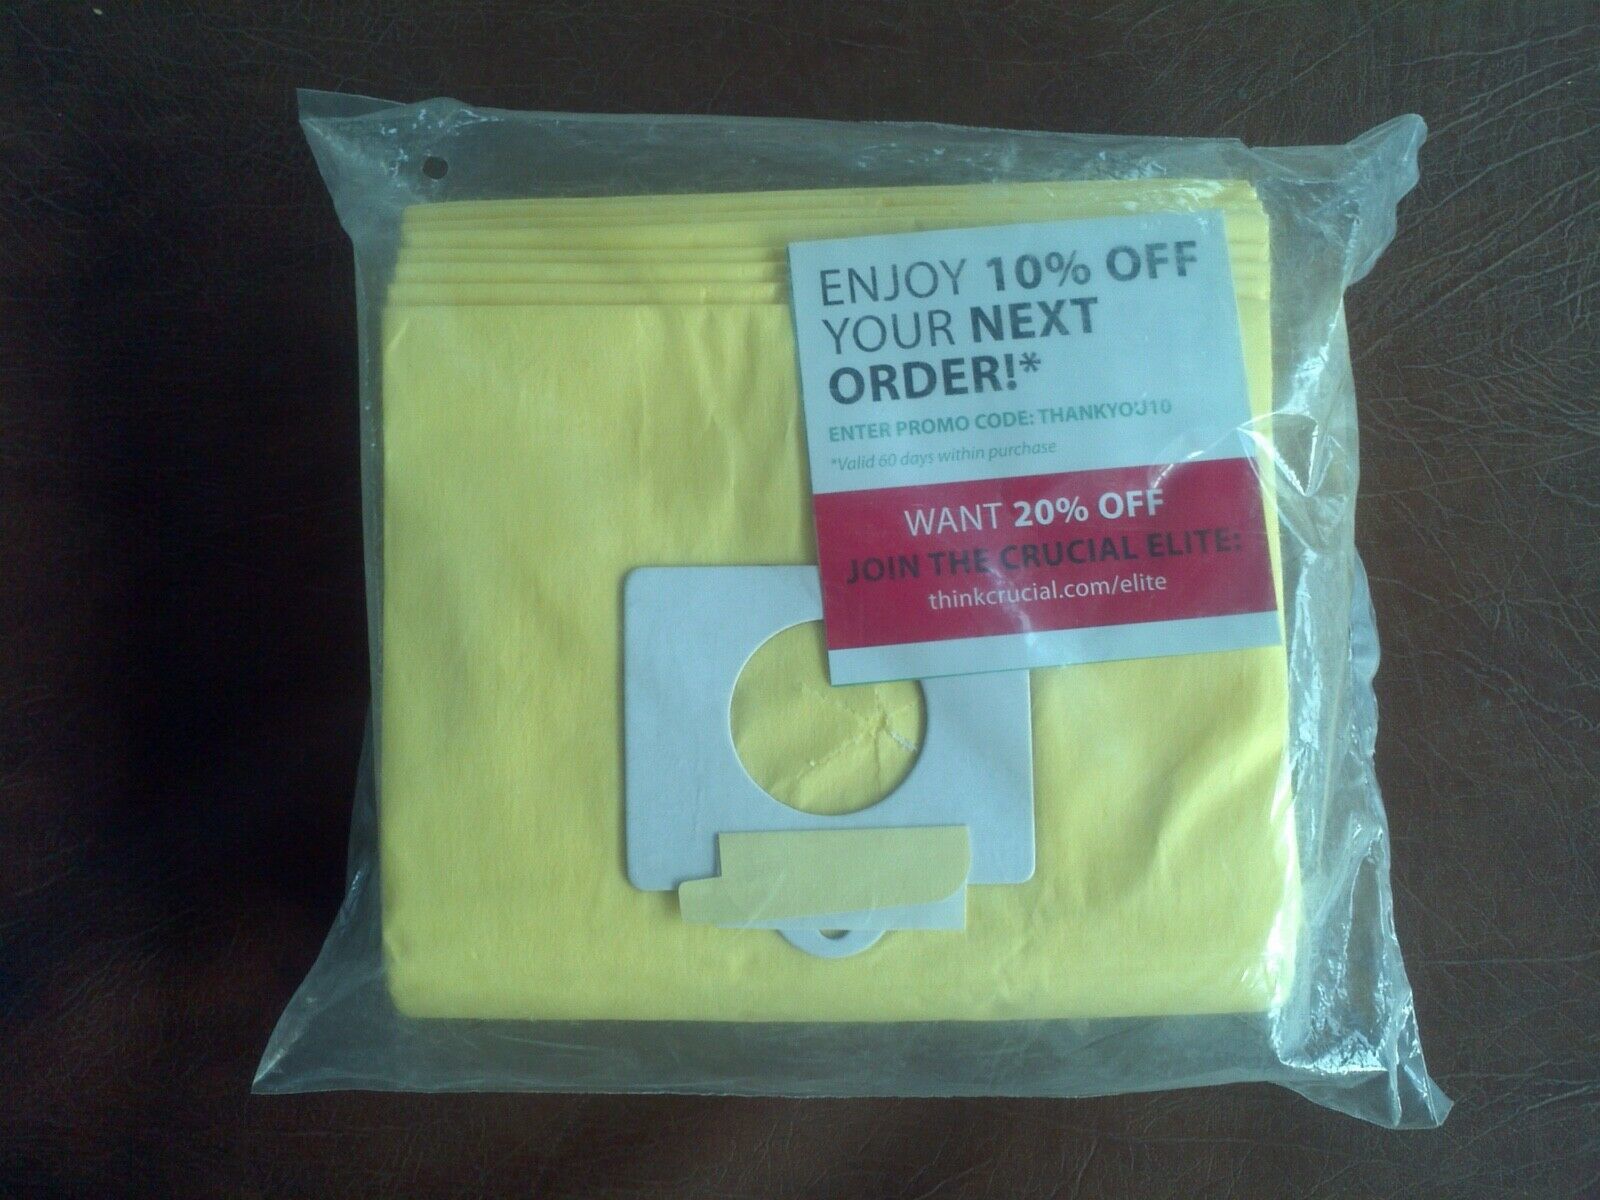 ENJOY 10% OFF
YOUR NEXT
ORDER!*
ENTER PROMO CODE: THANKYOU10
*Valid 60 days within purchase
WANT 20% OFF
JOIN THE CRUCIAL ELITE:
thinkcrucial.com/elite